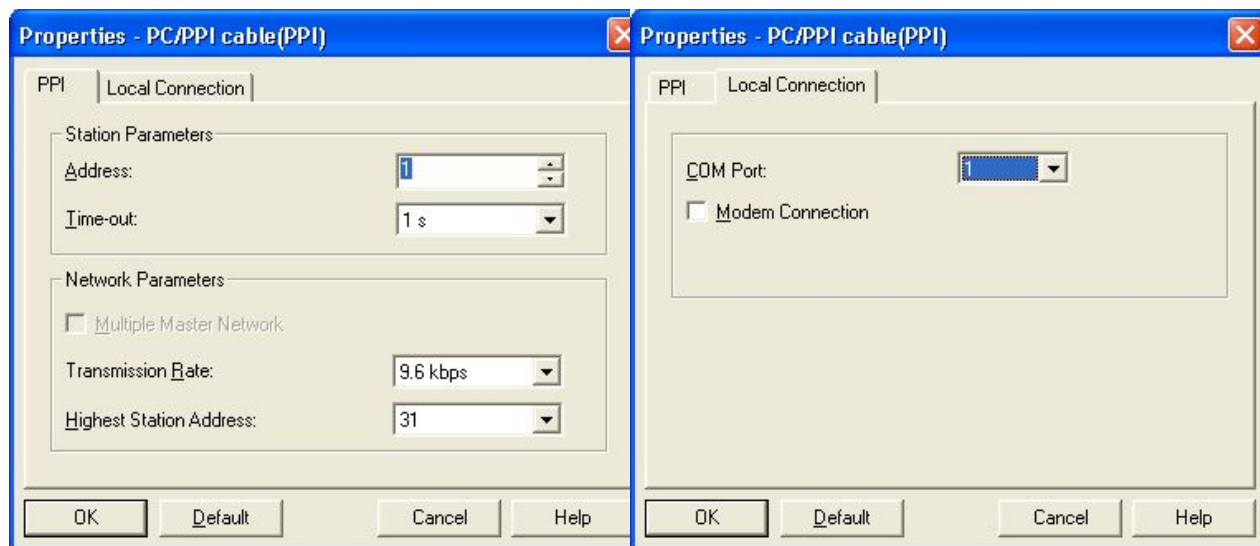 Properties - PC/PPI cable(PPI)
PPI
Local Connection
Station Parameters
Address:
1
Time-out:
1 s
Network Parameters
Multiple Master Network
Transmission Rate:
9.6 kbps
Highest Station Address:
31
OK
Default
Cancel
Help
Properties - PC/PPI cable(PPI)
PPI
Local Connection
COM Port:
1
Modem Connection
OK
Default
Cancel
Help